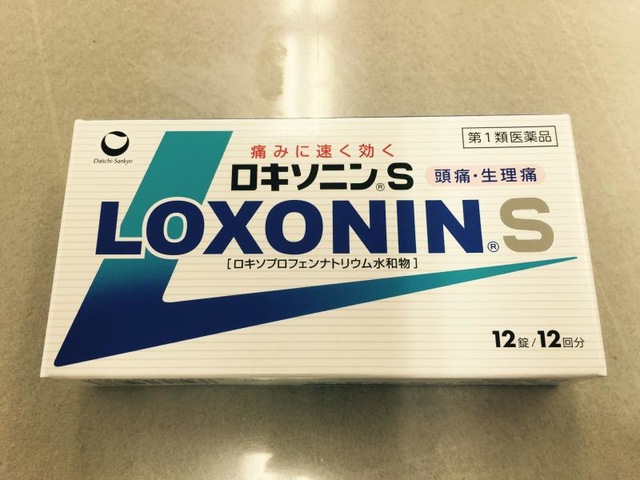 Daiichi-Sankyo
第1類医薬品
痛みに速く効く
ロキソニン®S
頭痛・生理痛
LOXONIN®S
[ロキソプロフェンナトリウム水和物]
12錠/12回分